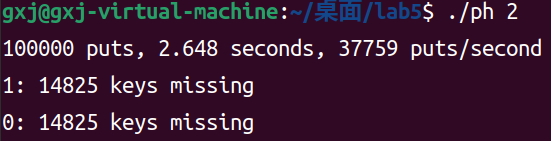 gxj@gxj-virtual-machine:~/桌面/lab5$ ./ph 2
100000 puts, 2.648 seconds, 37759 puts/second
1: 14825 keys missing
0: 14825 keys missing